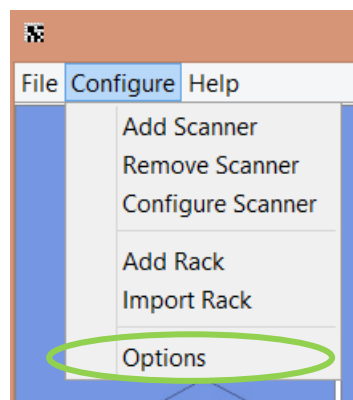 File Configure Help
Add Scanner
Remove Scanner
Configure Scanner
Add Rack
Import Rack
Options